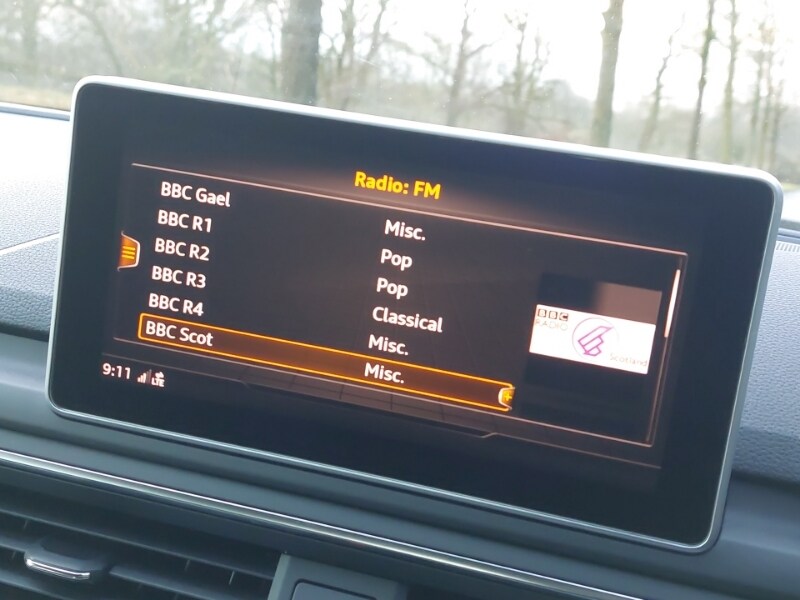 Radio: FM
BBC Gael Misc.
BBC R1 Pop
BBC R2 Pop
BBC R3 Classical
BBC R4 Misc.
BBC Scot Misc.
BBC
RADIO
Scotland
9:11 LTE